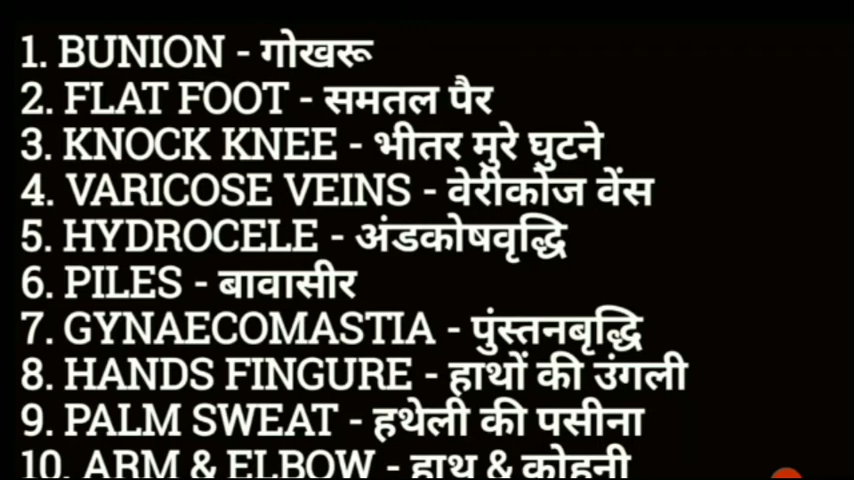 1. BUNION - गोखरू
2. FLAT FOOT - समतल पैर
3. KNOCK KNEE - भीतर मुरे घुटने
4. VARICOSE VEINS - वेरीकोज वेंस
5. HYDROCELE - अंडकोषवृद्धि
6. PILES - बावासीर
7. GYNAECOMASTIA - पुंस्तनबृद्धि
8. HANDS FINGURE - हाथों की उंगली
9. PALM SWEAT - हथेली की पसीना
10. ARM & ELBOW - हाथ & कोहनी